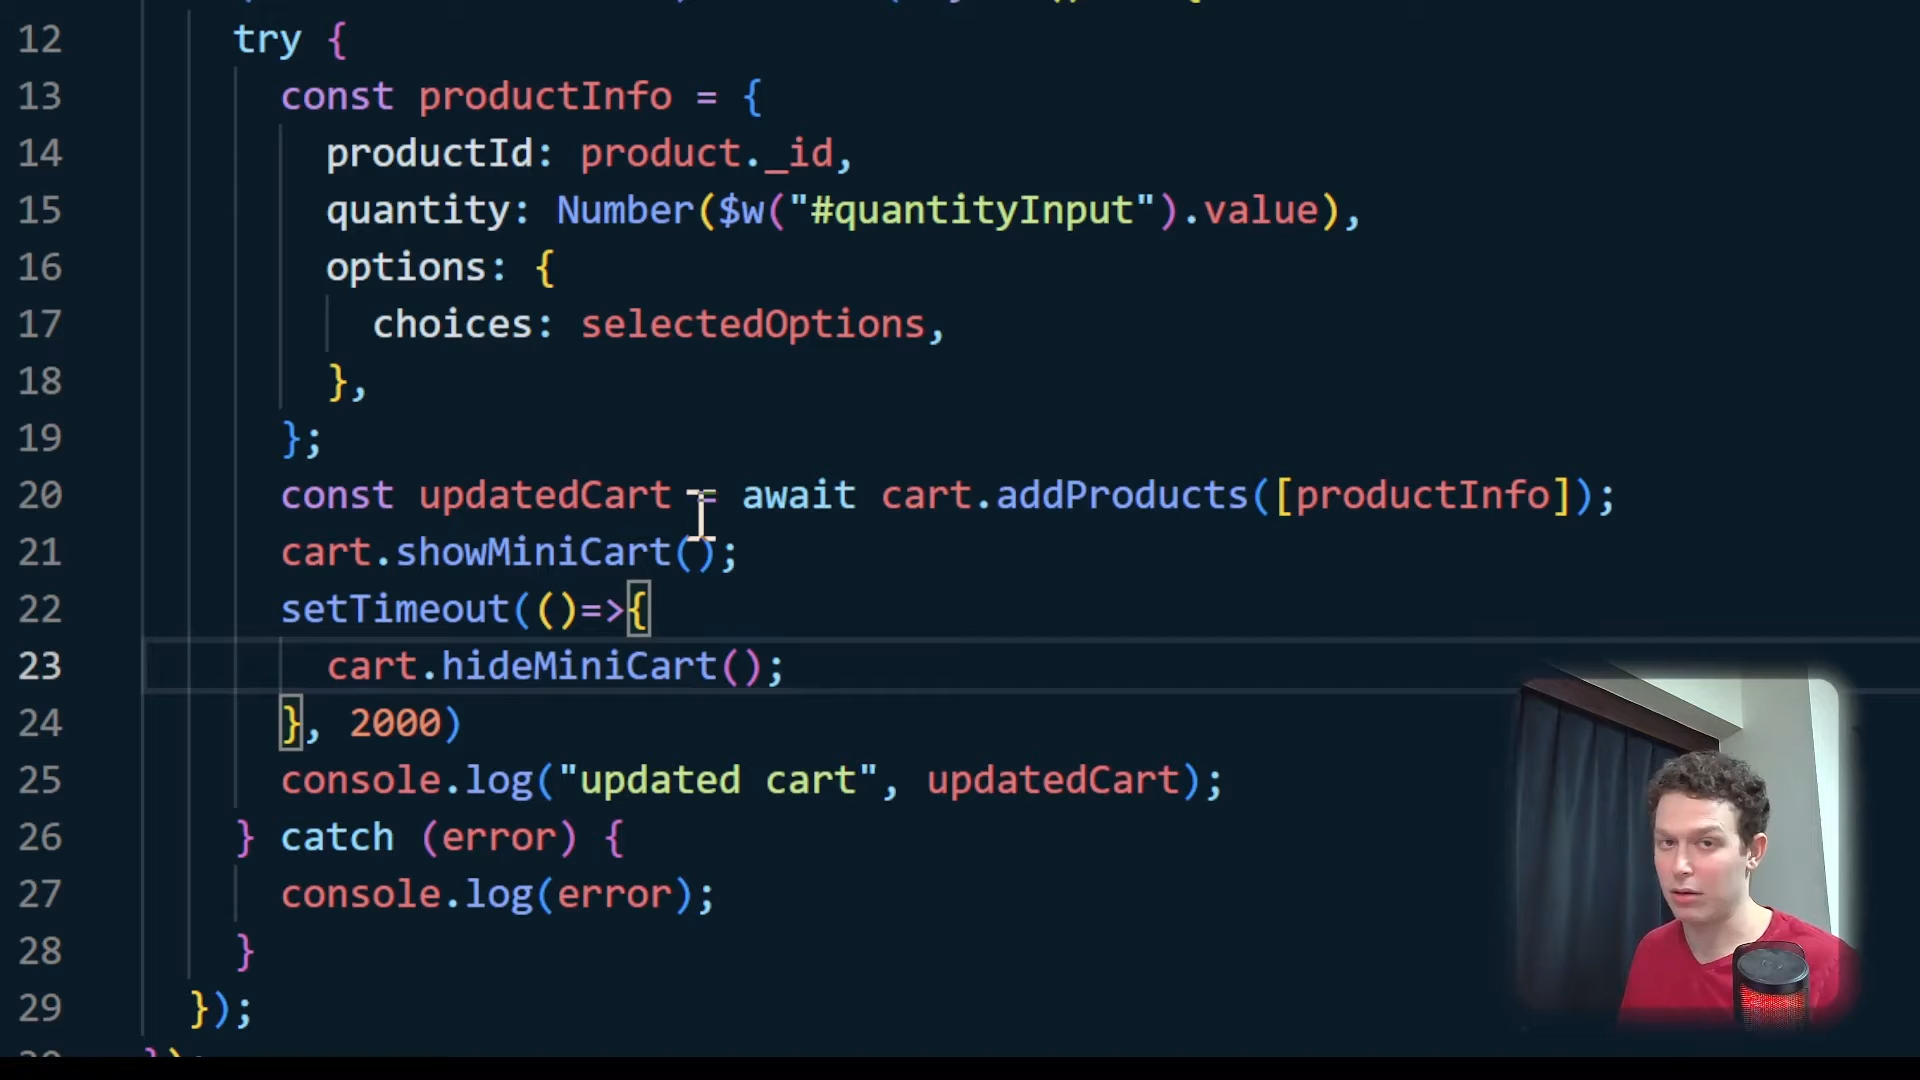 12 try {
13 const productInfo = {
14 productId: product._id,
15 quantity: Number($w("#quantityInput").value),
16 options: {
17 choices: selectedOptions,
18 },
19 };
20 const updatedCart = await cart.addProducts([productInfo]);
21 cart.showMiniCart();
22 setTimeout(()=>{
23 cart.hideMiniCart();
24 }, 2000)
25 console.log("updated cart", updatedCart);
26 } catch (error) {
27 console.log(error);
28 }
29 });